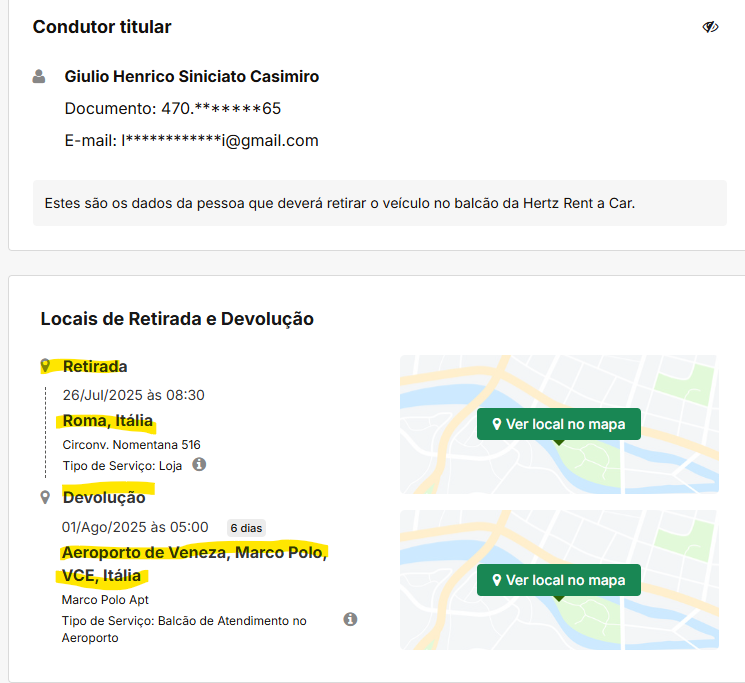 Condutor titular
Giulio Henrico Siniciato Casimiro
Documento: 470.*******65
E-mail: l************i@gmail.com
Estes são os dados da pessoa que deverá retirar o veículo no balcão da Hertz Rent a Car.
Locais de Retirada e Devolução
Retirada
26/Jul/2025 às 08:30
Roma, Itália
Circonv. Nomentana 516
Tipo de Serviço: Loja
Ver local no mapa
Devolução
01/Ago/2025 às 05:00 6 dias
Aeroporto de Veneza, Marco Polo,
VCE, Itália
Marco Polo Apt
Tipo de Serviço: Balcão de Atendimento no
Aeroporto
Ver local no mapa